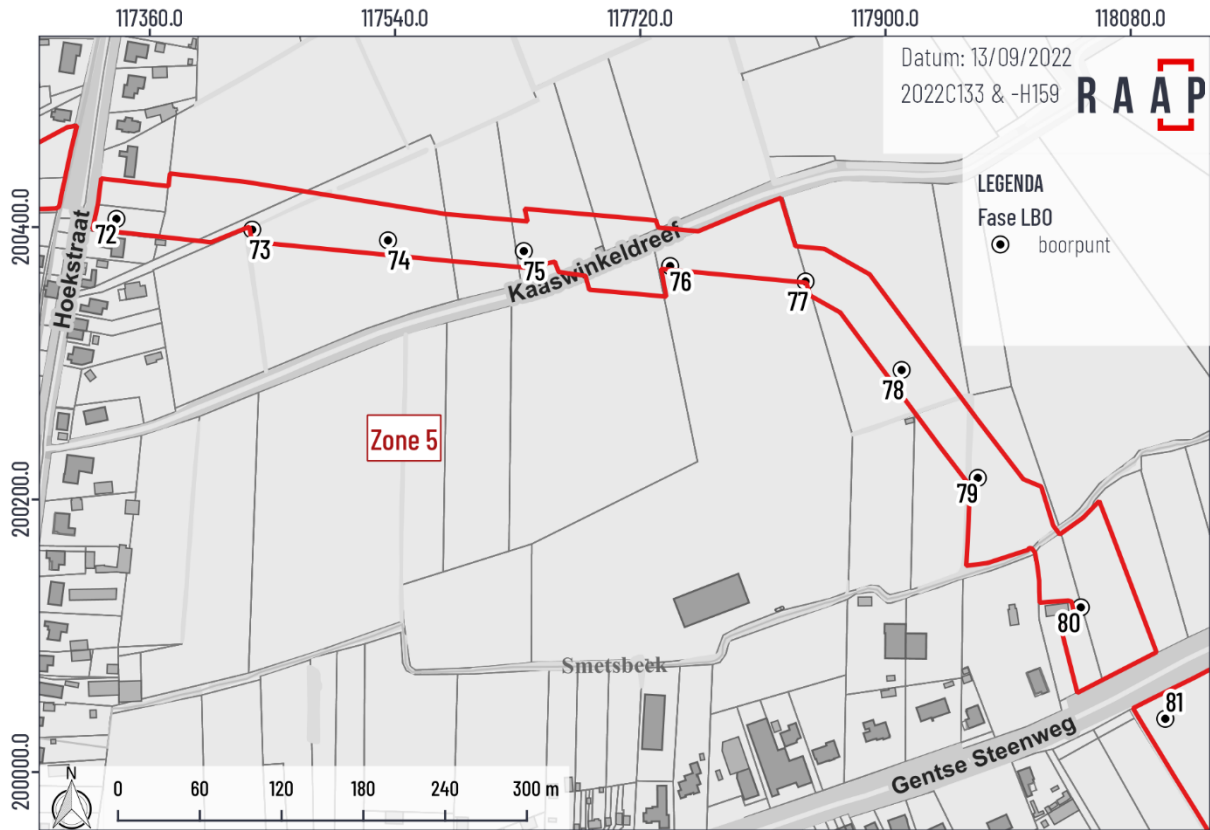 117360.0 117540.0 117720.0 117900.0 118080.0
Datum: 13/09/2022
2022C133 & -H159
RAAP
LEGENDA
Fase LBO
boorpunt
200400.0
200200.0
200000.0
Hoekstraat
72
73
74
75
Kaaswinkeldreef
76
77
78
79
80
81
Zone 5
Smetsbeek
Gentse Steenweg
N
0 60 120 180 240 300 m